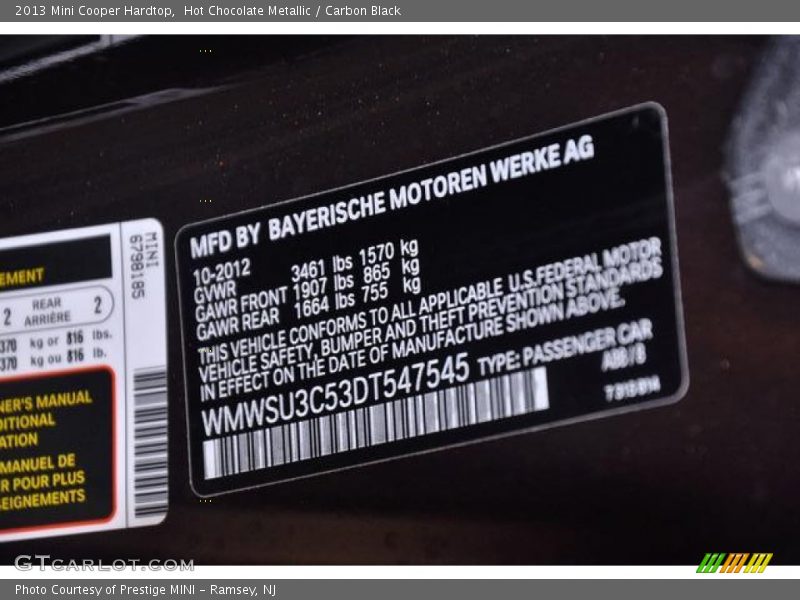 2013 Mini Cooper Hardtop,  Hot Chocolate Metallic / Carbon Black
MFD BY BAYERISCHE MOTOREN WERKE AG
10-2012
GVWR 3461 lbs 1570 kg
GAWR FRONT 1907 lbs 865 kg
GAWR REAR 1664 lbs 755 kg
THIS VEHICLE CONFORMS TO ALL APPLICABLE U.S.FEDERAL MOTOR
VEHICLE SAFETY, BUMPER AND THEFT PREVENTION STANDARDS
IN EFFECT ON THE DATE OF MANUFACTURE SHOWN ABOVE.
WMWSU3C53DT547545 TYPE: PASSENGER CAR
MINI
6798185
EMENT
2 REAR 2
ARRIÈRE
370 kg or 816 lbs.
370 kg ou 816 lb.
NER'S MANUAL
DITIONAL
ATION
MANUEL DE
R POUR PLUS
SEIGNEMENTS
GTCARLOT.COM
Photo Courtesy of Prestige MINI - Ramsey, NJ